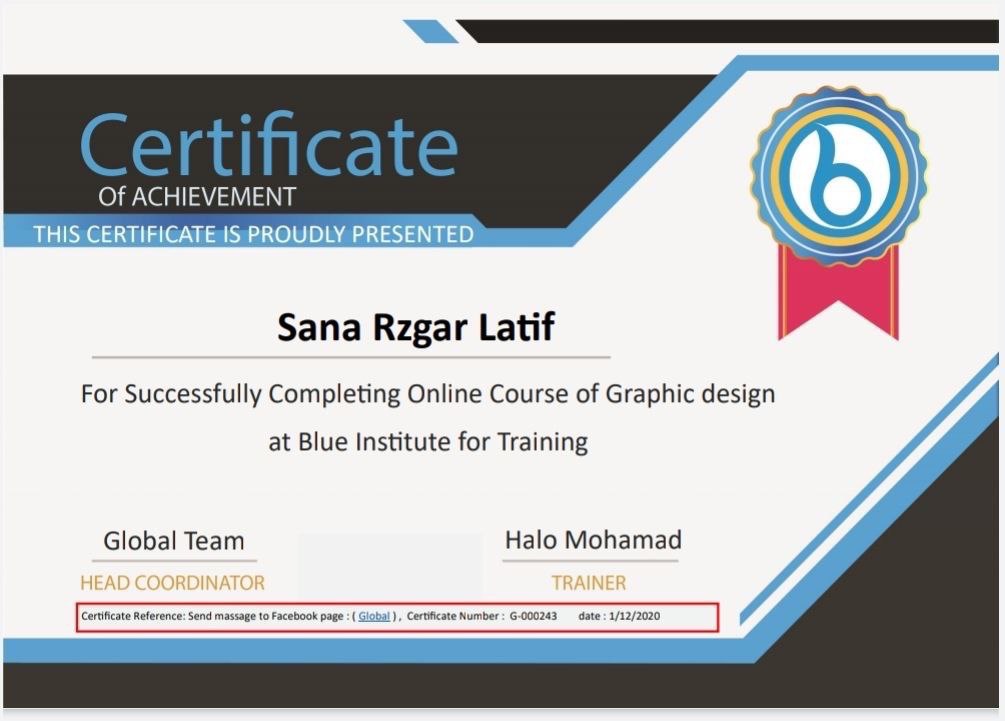 Certificate
Of ACHIEVEMENT
THIS CERTIFICATE IS PROUDLY PRESENTED
Sana Rzgar Latif
For Successfully Completing Online Course of Graphic design
at Blue Institute for Training
Global Team
HEAD COORDINATOR
Halo Mohamad
TRAINER
Certificate Reference: Send massage to Facebook page : ( Global ) , Certificate Number : G-000243 date : 1/12/2020